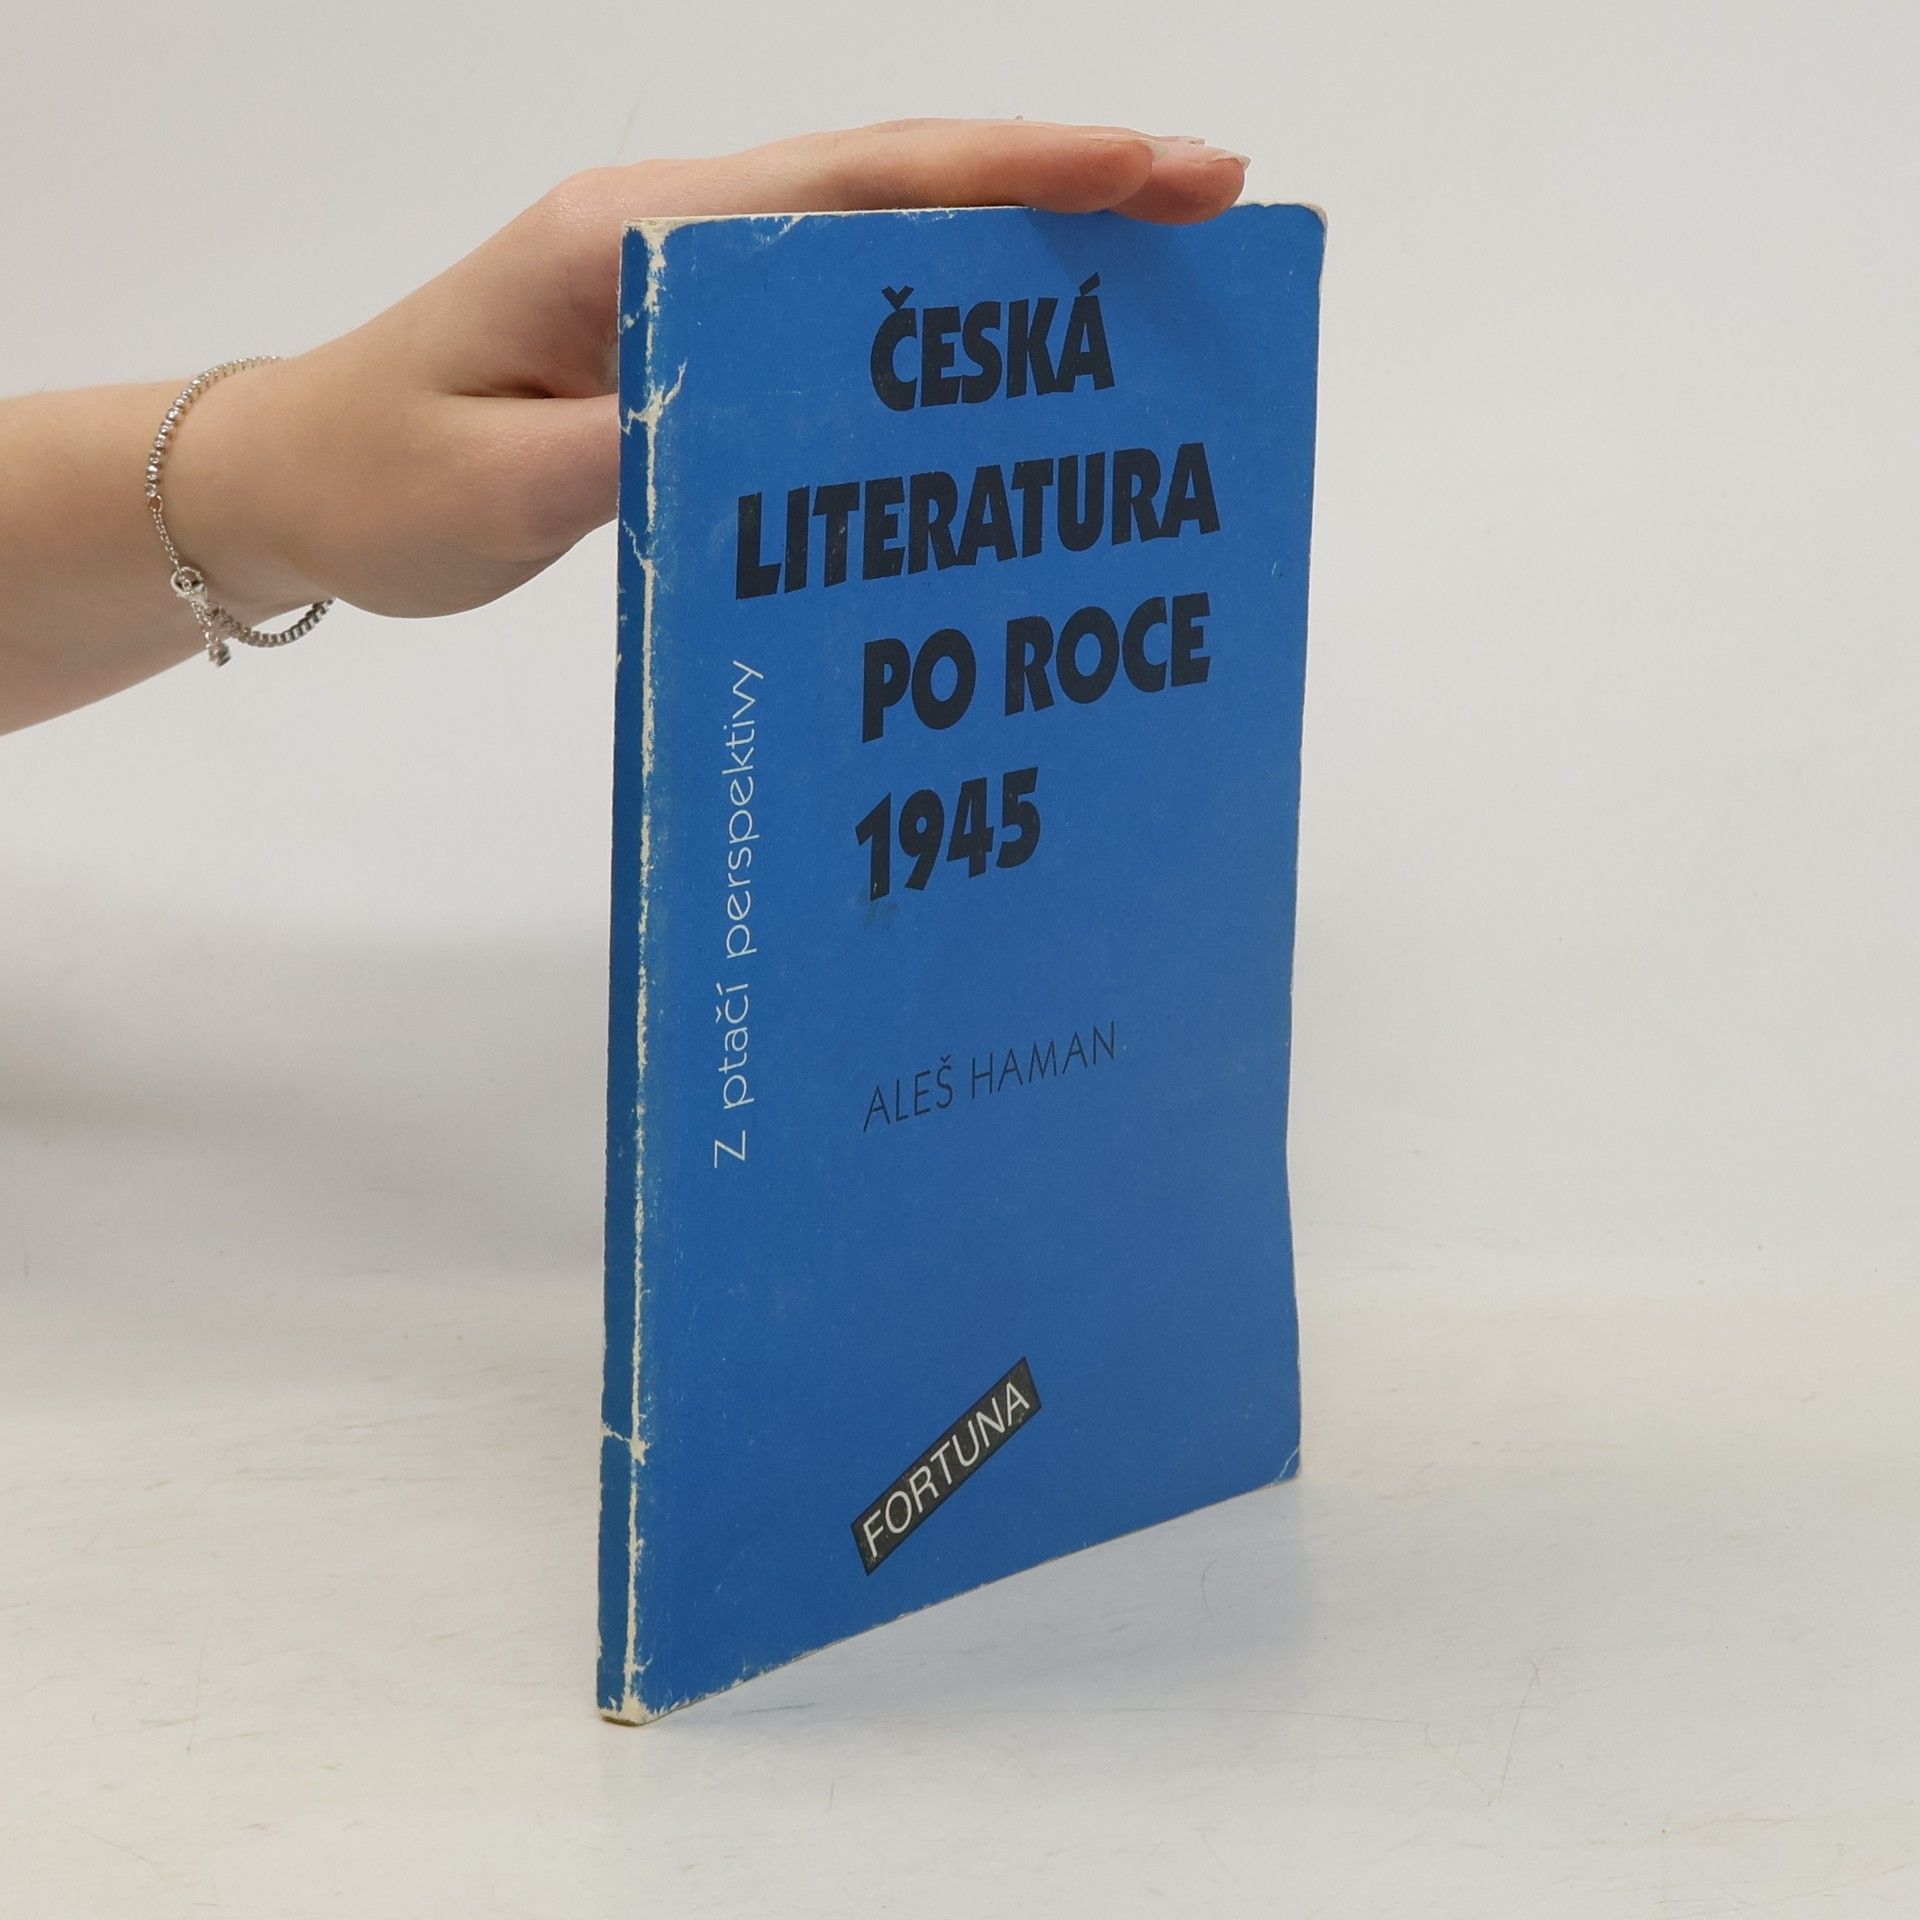 ČESKÁ
LITERATURA
PO ROCE
1945
Z ptačí perspektivy
ALEŠ HAMAN
FORTUNA